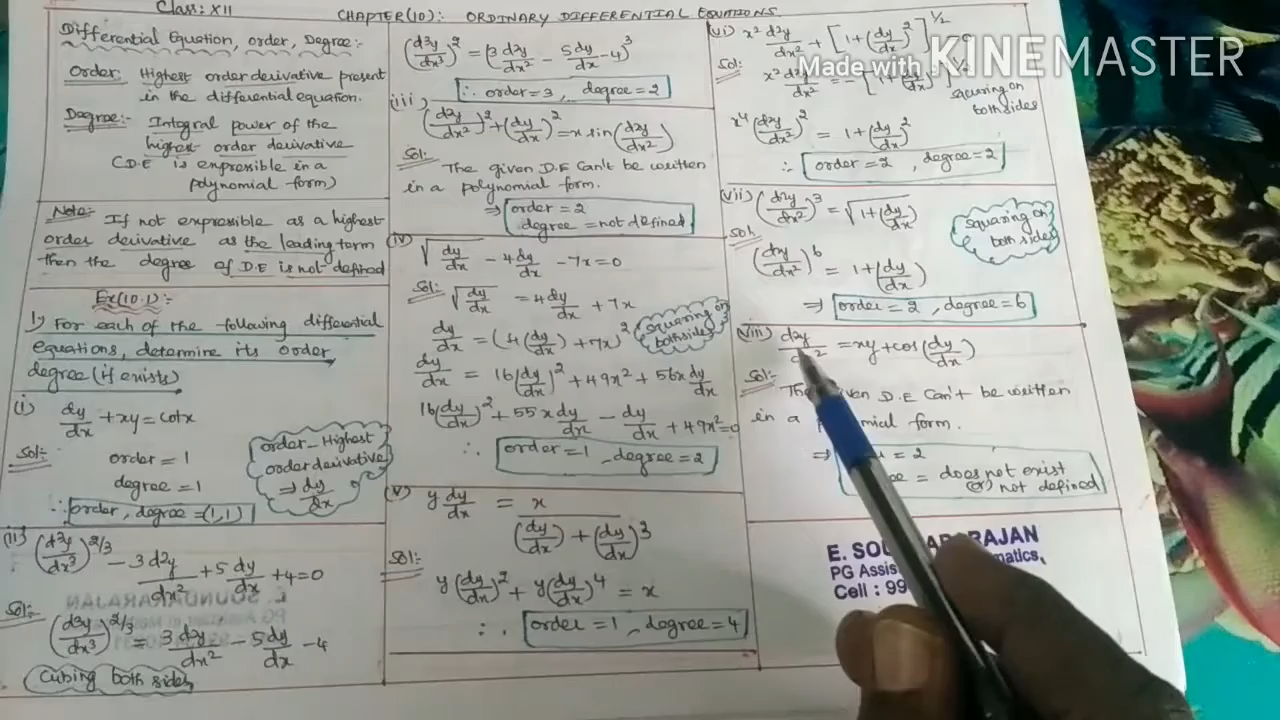 Class: XII
CHAPTER(10): ORDINARY DIFFERENTIAL EQUATIONS
Differential Equation, order, Degree:-
Order: Highest order derivative present
in the differential equation.
Degree:- Integral power of the
highest order derivative
(D.E is expressible in a
polynomial form)
Note:- If not expressible as a highest
order derivative as the leading term
then the degree of D.E is not defined
Ex(10.1):-
1) For each of the following differential
equations, determine its order,
degree (if exists)
(i) dy/dx + xy = cotx
Sol:-
order = 1
degree = 1
∴ order, degree = (1,1)
order - Highest
order derivative
⇒ dy/dx
(ii) (d³y/dx³)^2/3 - 3 d²y/dx² + 5 dy/dx + 4 = 0
Sol:-
(d³y/dx³)^2/3 = 3 d²y/dx² - 5 dy/dx - 4
Cubing both sides
(d³y/dx³)² = (3 d²y/dx² - 5 dy/dx - 4)³
∴ order = 3, degree = 2
(iii) (d²y/dx²)² + (dy/dx)² = x sin(d²y/dx²)
Sol:- The given D.E can't be written
in a polynomial form.
⇒ order = 2
degree = not defined
(iv) √dy/dx - 4 dy/dx - 7x = 0
Sol:- √dy/dx = 4 dy/dx + 7x
dy/dx = (4(dy/dx) + 7x)²
squaring on
both sides
dy/dx = 16(dy/dx)² + 49x² + 56x dy/dx
16(dy/dx)² + 55x dy/dx - dy/dx + 49x² = 0
∴ order = 1, degree = 2
(v) y dy/dx = x / (dy/dx) + (dy/dx)³
Sol:-
y(dy/dx)² + y(dy/dx)⁴ = x
∴ order = 1, degree = 4
(vi) x² d²y/dx² + [1+(dy/dx)²]^1/2
Made with KINEMASTER
Sol:
x² d²y/dx² = -[1+(dy/dx)²]
squaring on
both sides
x⁴(d²y/dx²)² = 1+(dy/dx)²
∴ order = 2, degree = 2
(vii) (d²y/dx²)³ = √1+(dy/dx)
squaring on
both sides
Sol.
(d²y/dx²)⁶ = 1+(dy/dx)
⇒ order = 2, degree = 6
(viii) d²y/dx² = xy + cos(dy/dx)
Sol:-
D.E can't be written
in a form.
⇒ = 2
= does not exist
(or) not defined
PG
Cell : 99